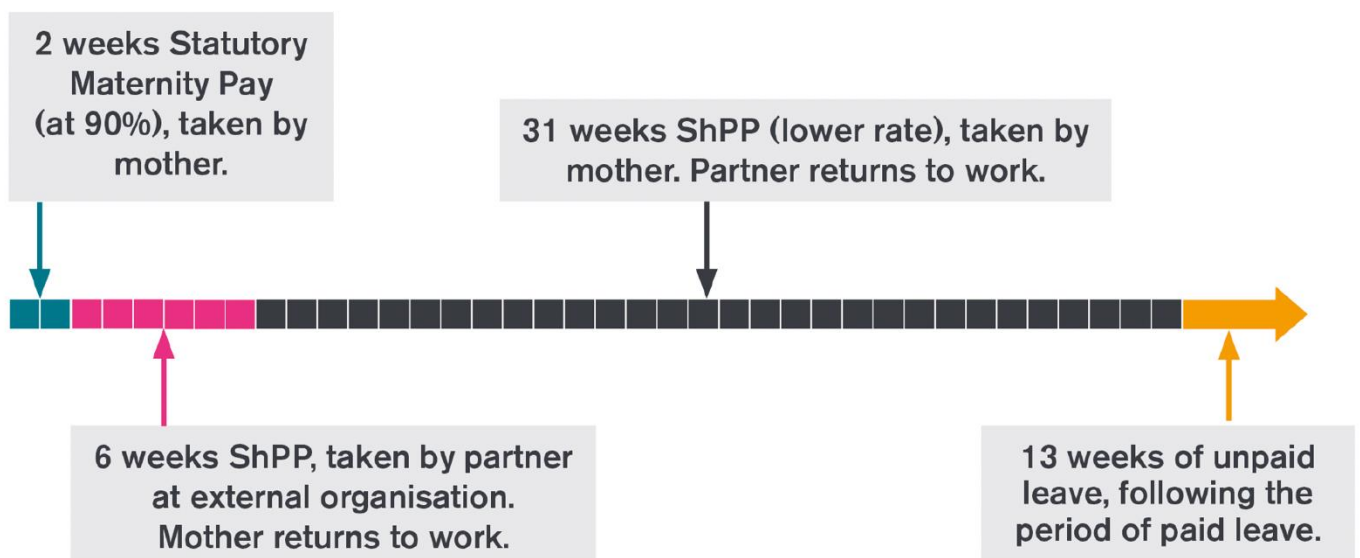 2 weeks Statutory
Maternity Pay
(at 90%), taken by
mother.
31 weeks ShPP (lower rate), taken by
mother. Partner returns to work.
6 weeks ShPP, taken by partner
at external organisation.
Mother returns to work.
13 weeks of unpaid
leave, following the
period of paid leave.